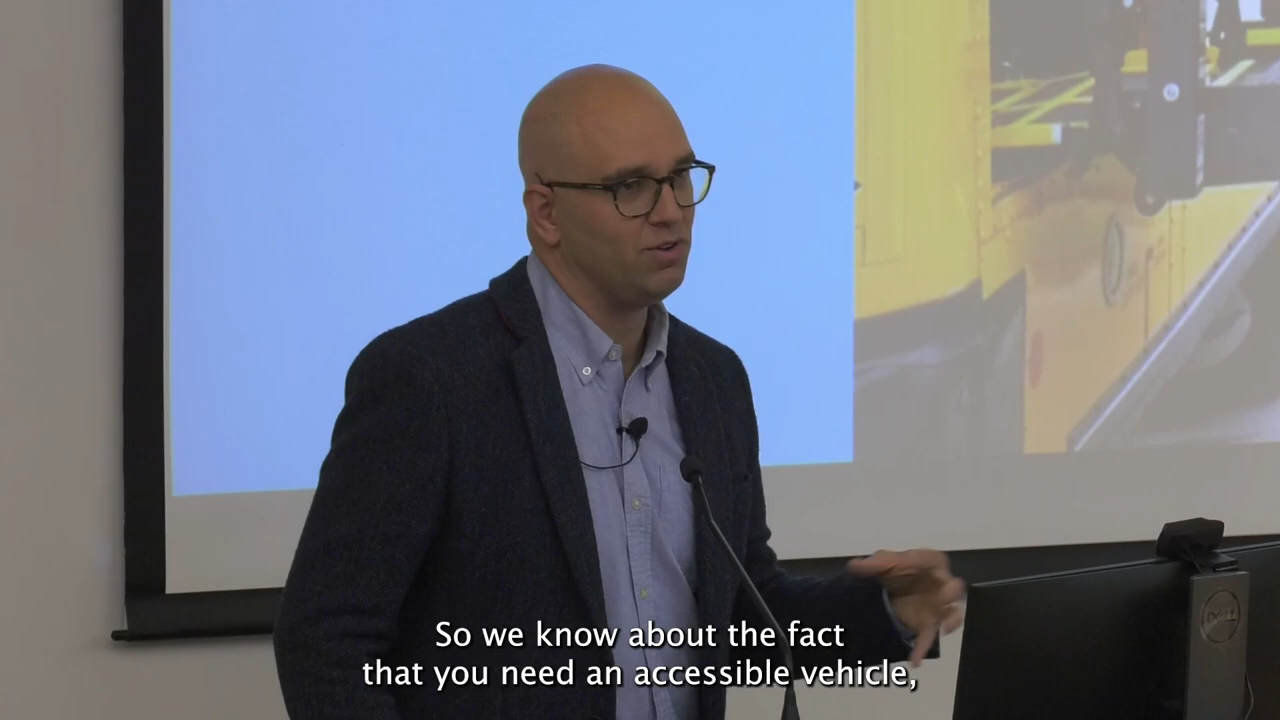 So we know about the fact
that you need an accessible vehicle,
DELL